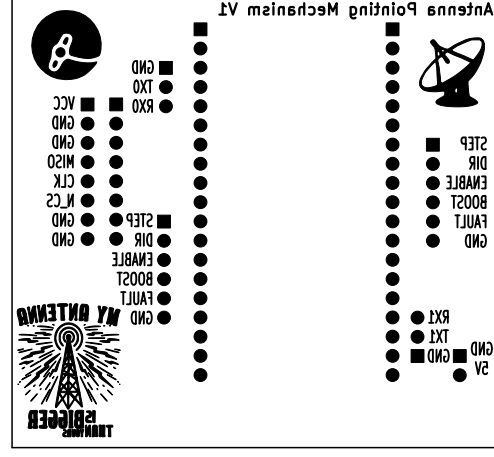 Antenna Pointing Mechanism V1
GND
TX0
RX0
VCC
GND
GND
MISO
CLK
N_CS
GND
GND
STEP
DIR
ENABLE
BOOST
FAULT
GND
STEP
DIR
ENABLE
BOOST
FAULT
GND
RX1
TX1
GND
GND
5V
MY ANTENNA
IS
BIGGER
THAN YOURS